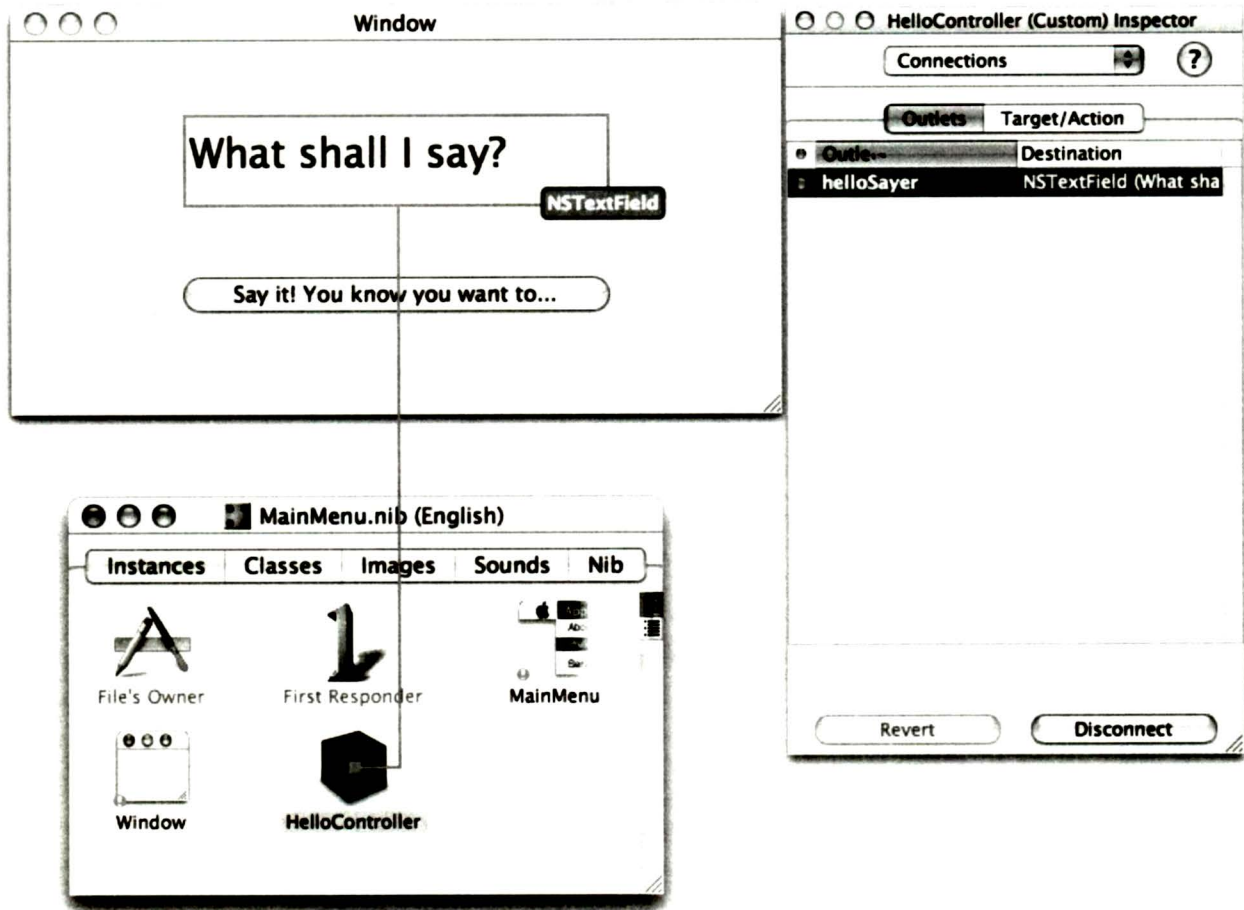 Window
What shall I say?
NSTextField
Say it! You know you want to...
HelloController (Custom) Inspector
Connections
?
Outlets Target/Action
Destination
helloSayer NSTextField (What sha
Revert Disconnect
MainMenu.nib (English)
Instances Classes Images Sounds Nib
File's Owner First Responder MainMenu
Window HelloController